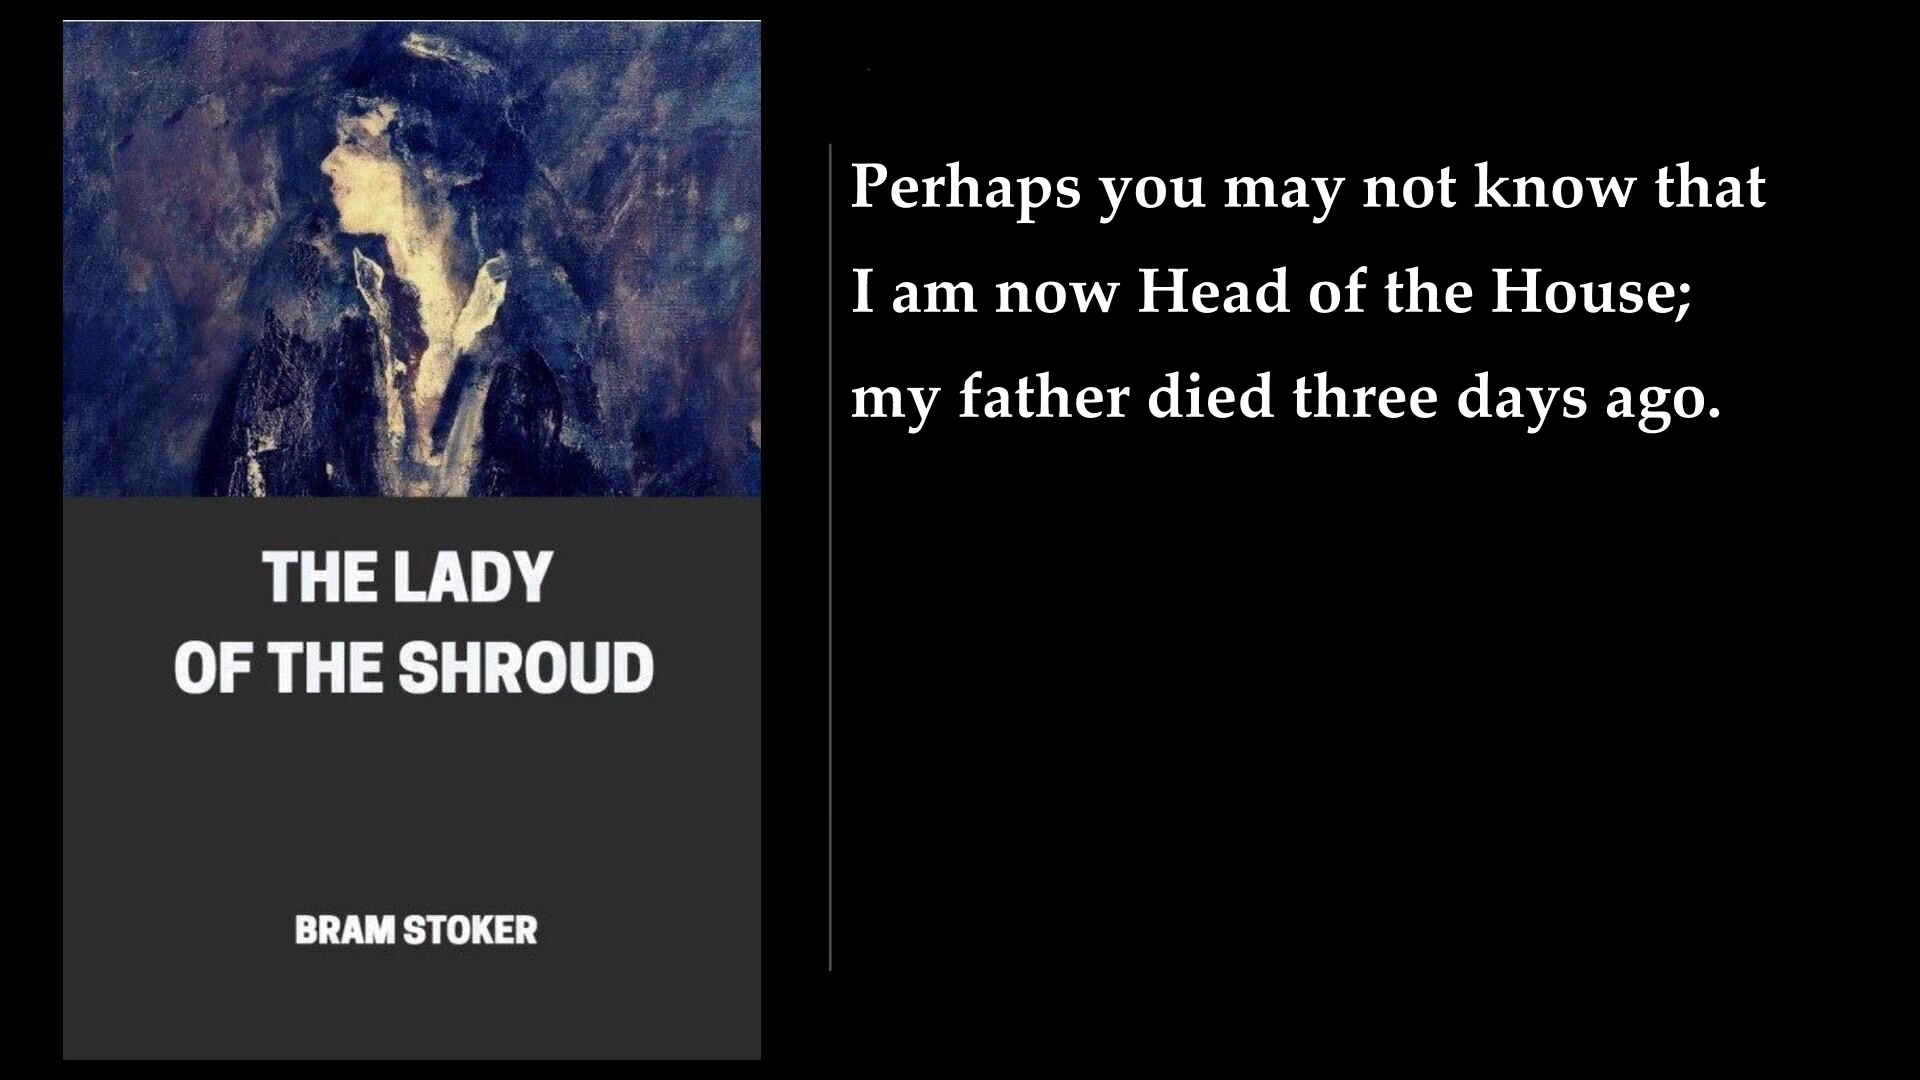 THE LADY
OF THE SHROUD
BRAM STOKER
Perhaps you may not know that
I am now Head of the House;
my father died three days ago.